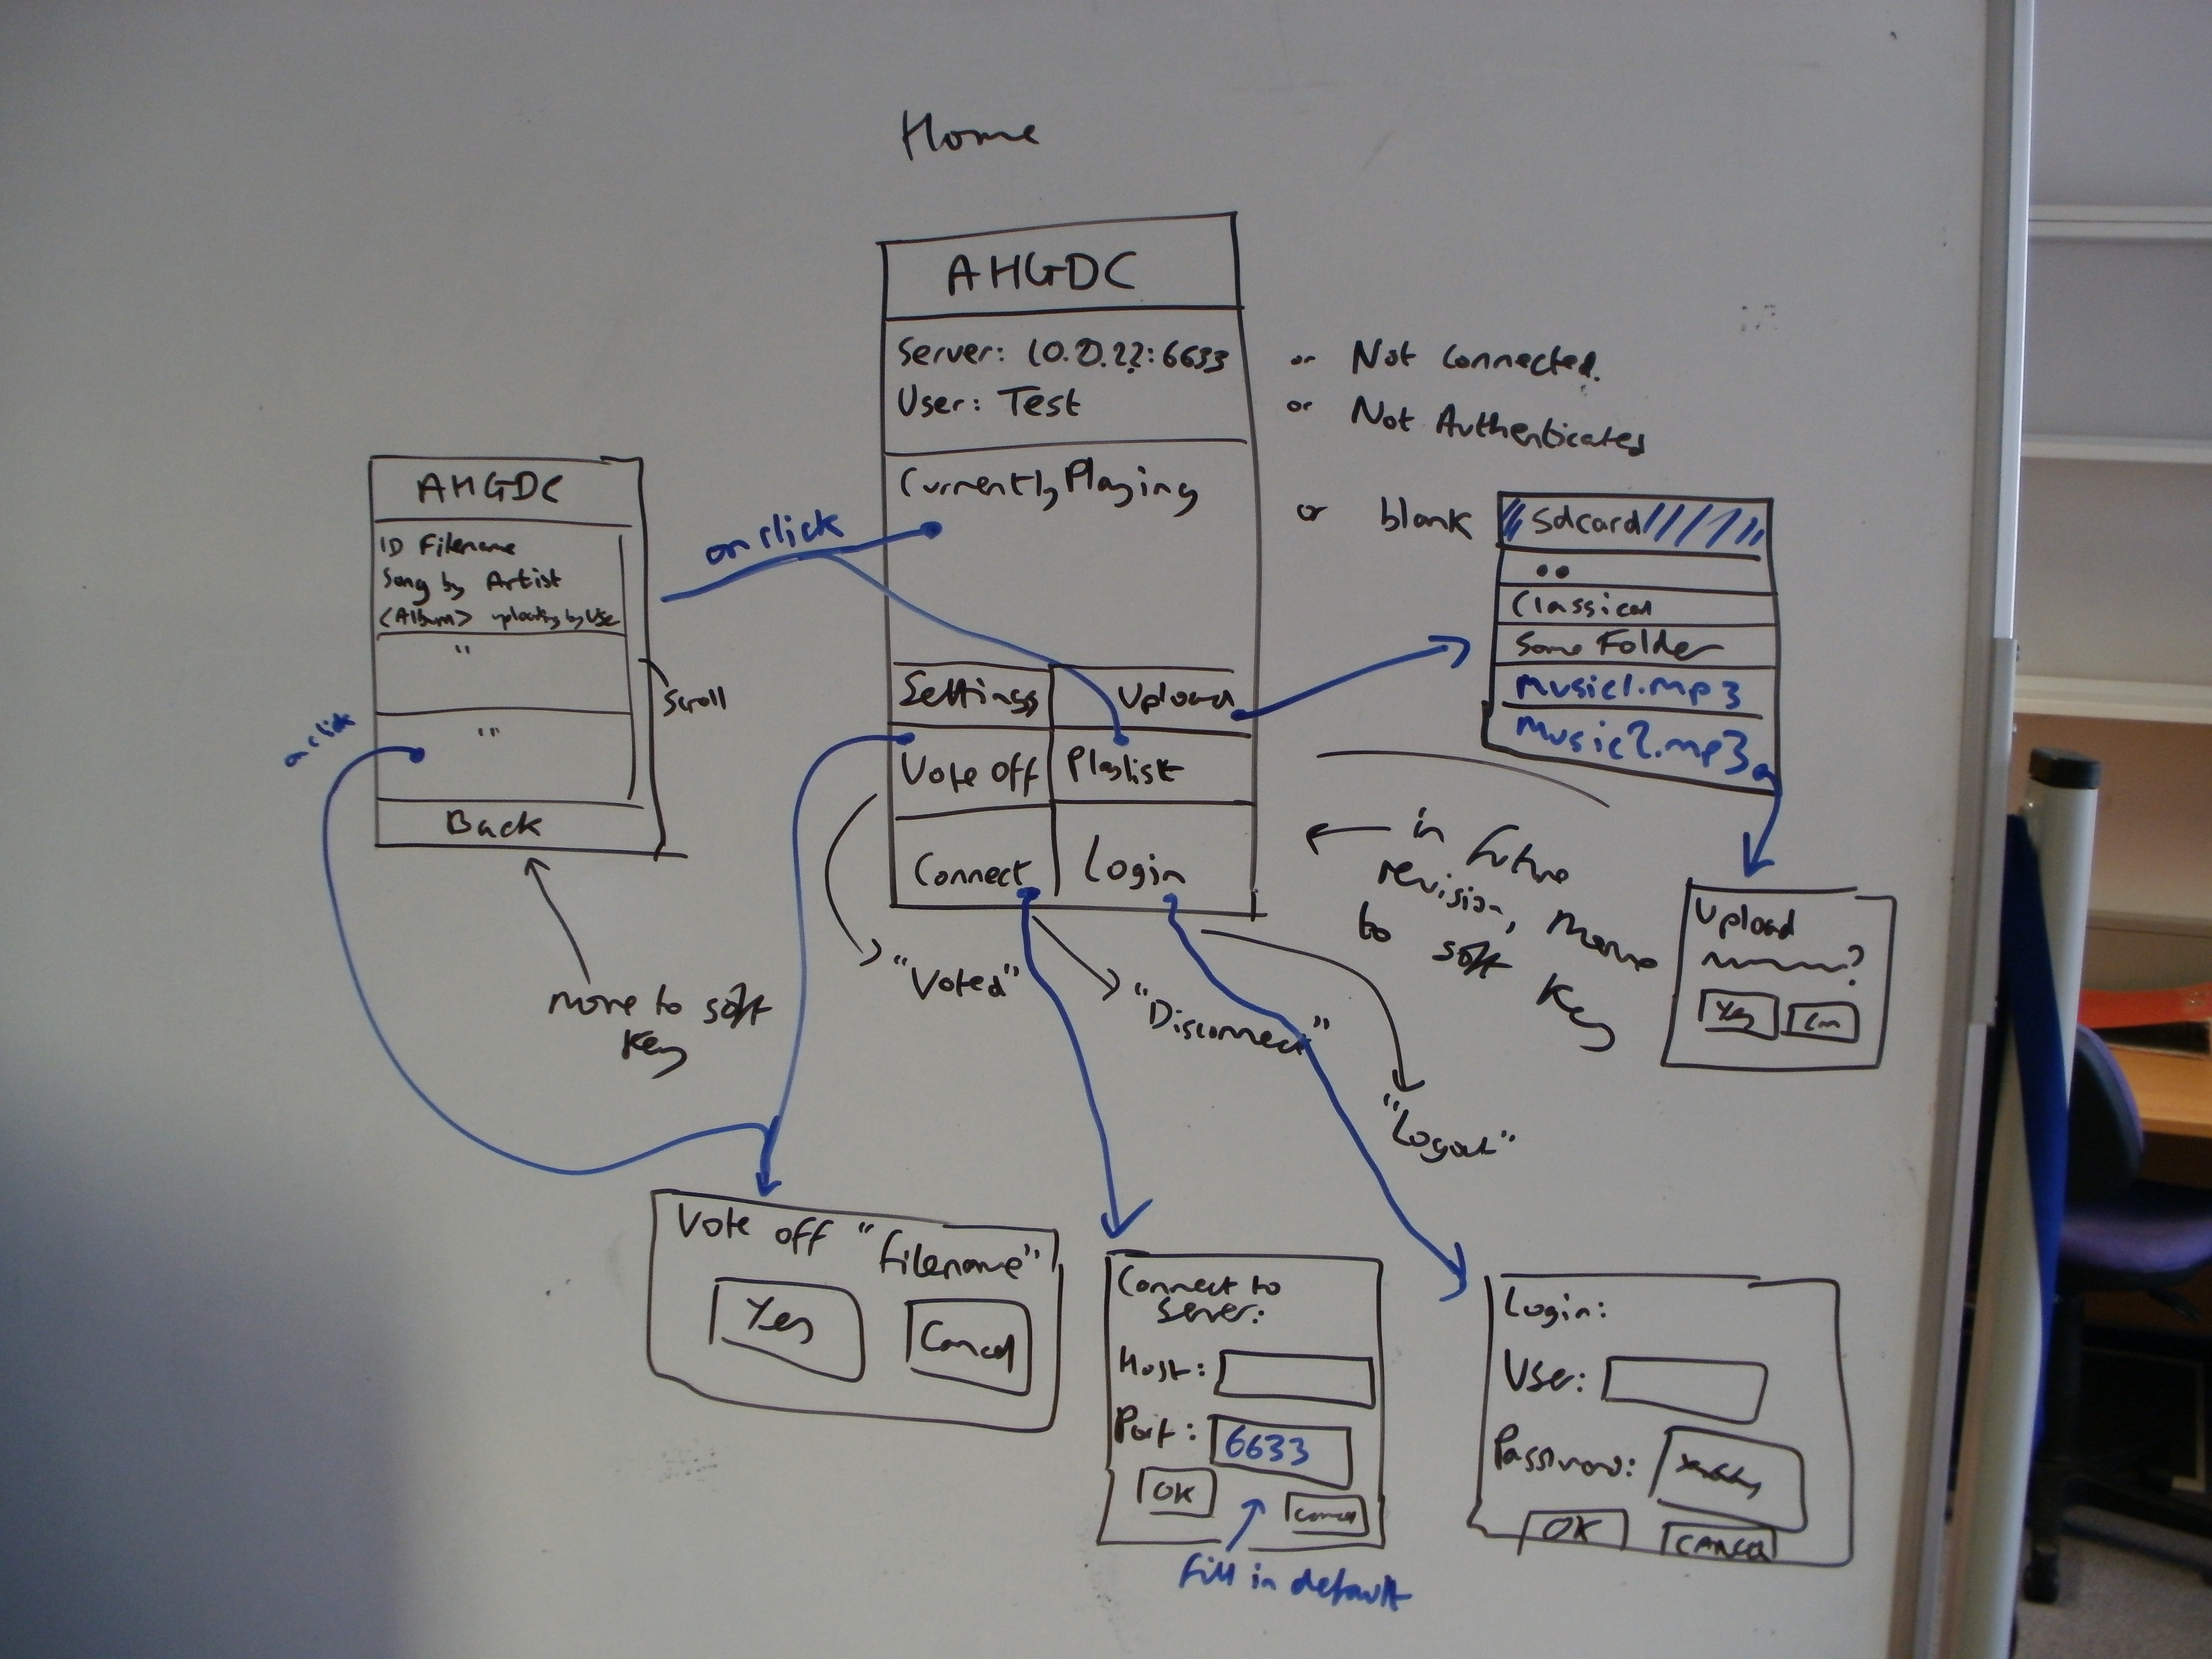 Home
AHGDC
Server: 10.0.2.2:6633
or Not Connected.
User: Test
or Not Authenticated
Currently Playing
or blank
Settings
Upload
Vote off
Playlist
Connect
Login
on click
AHGDC
ID Filename
Song by Artist
<Album> by User
"
"
Back
Scroll
on click
move to soft
key
sdcard
..
Classical
Some Folder
Music1.mp3
Music2.mp3
in future
revision, move
to soft key
Upload
?
Yes
Can
"Voted"
"Disconnect"
"Logout"
Vote off "filename"
Yes
Cancel
Connect to
Server:
Host:
Port: 6633
OK
Cancel
fill in default
Login:
User:
Password:
OK
CANCEL